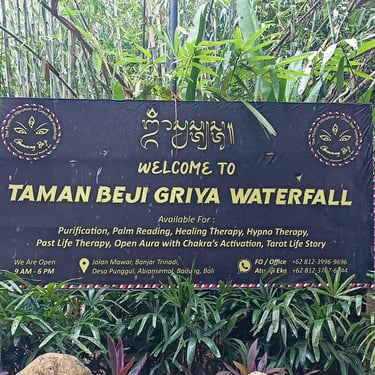 WELCOME TO
TAMAN BEJI GRIYA WATERFALL
Available For :
Purification, Palm Reading, Healing Therapy, Hypno Therapy,
Past Life Therapy, Open Aura with Chakra's Activation, Tarot Life Story
We Are Open
9 AM - 6 PM
Jalan Mawar, Banjar Trinadi,
Desa Punggul, Abiansemal, Badung, Bali
FO / Office +62 812-3996-9696
Eka +62